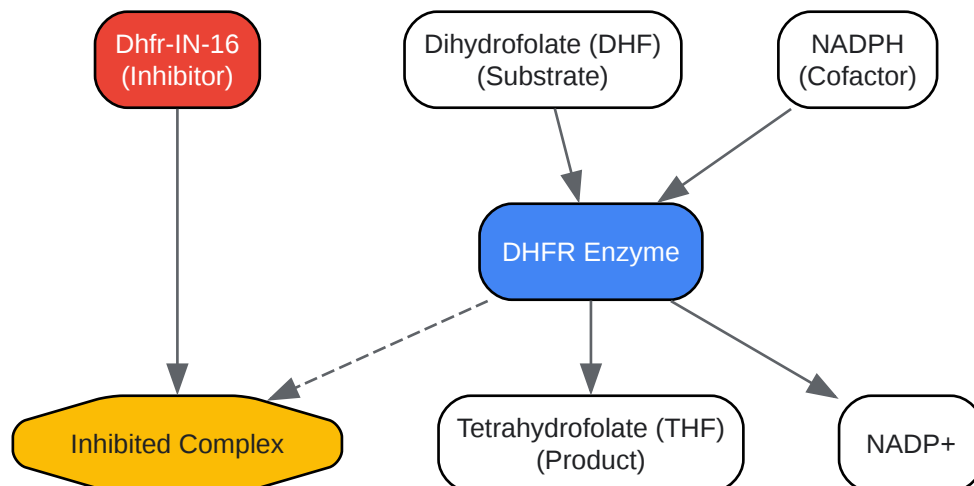 Dhfr-IN-16
(Inhibitor)
Dihydrofolate (DHF)
(Substrate)
NADPH
(Cofactor)
DHFR Enzyme
Inhibited Complex
Tetrahydrofolate (THF)
(Product)
NADP+